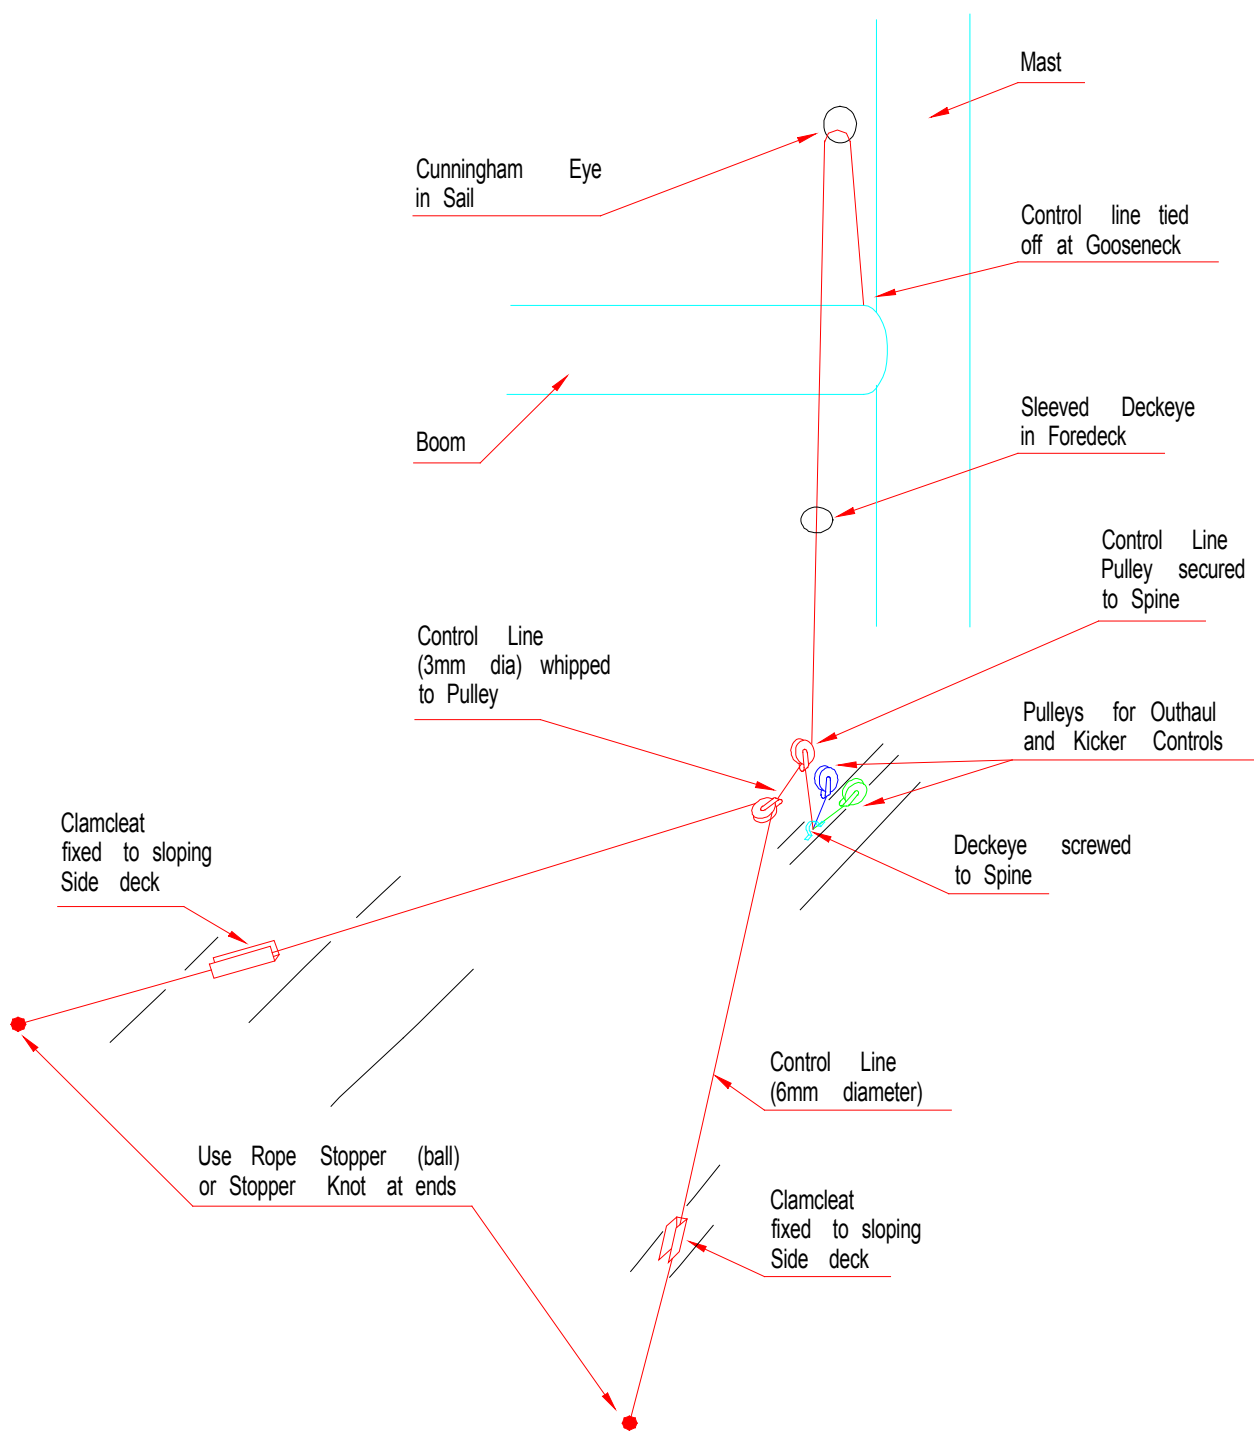 Mast
Cunningham Eye
in Sail
Control line tied
off at Gooseneck
Boom
Sleeved Deckeye
in Foredeck
Control Line
Pulley secured
to Spine
Control Line
(3mm dia) whipped
to Pulley
Pulleys for Outhaul
and Kicker Controls
Clamcleat
fixed to sloping
Side deck
Deckeye screwed
to Spine
Control Line
(6mm diameter)
Use Rope Stopper (ball)
or Stopper Knot at ends
Clamcleat
fixed to sloping
Side deck